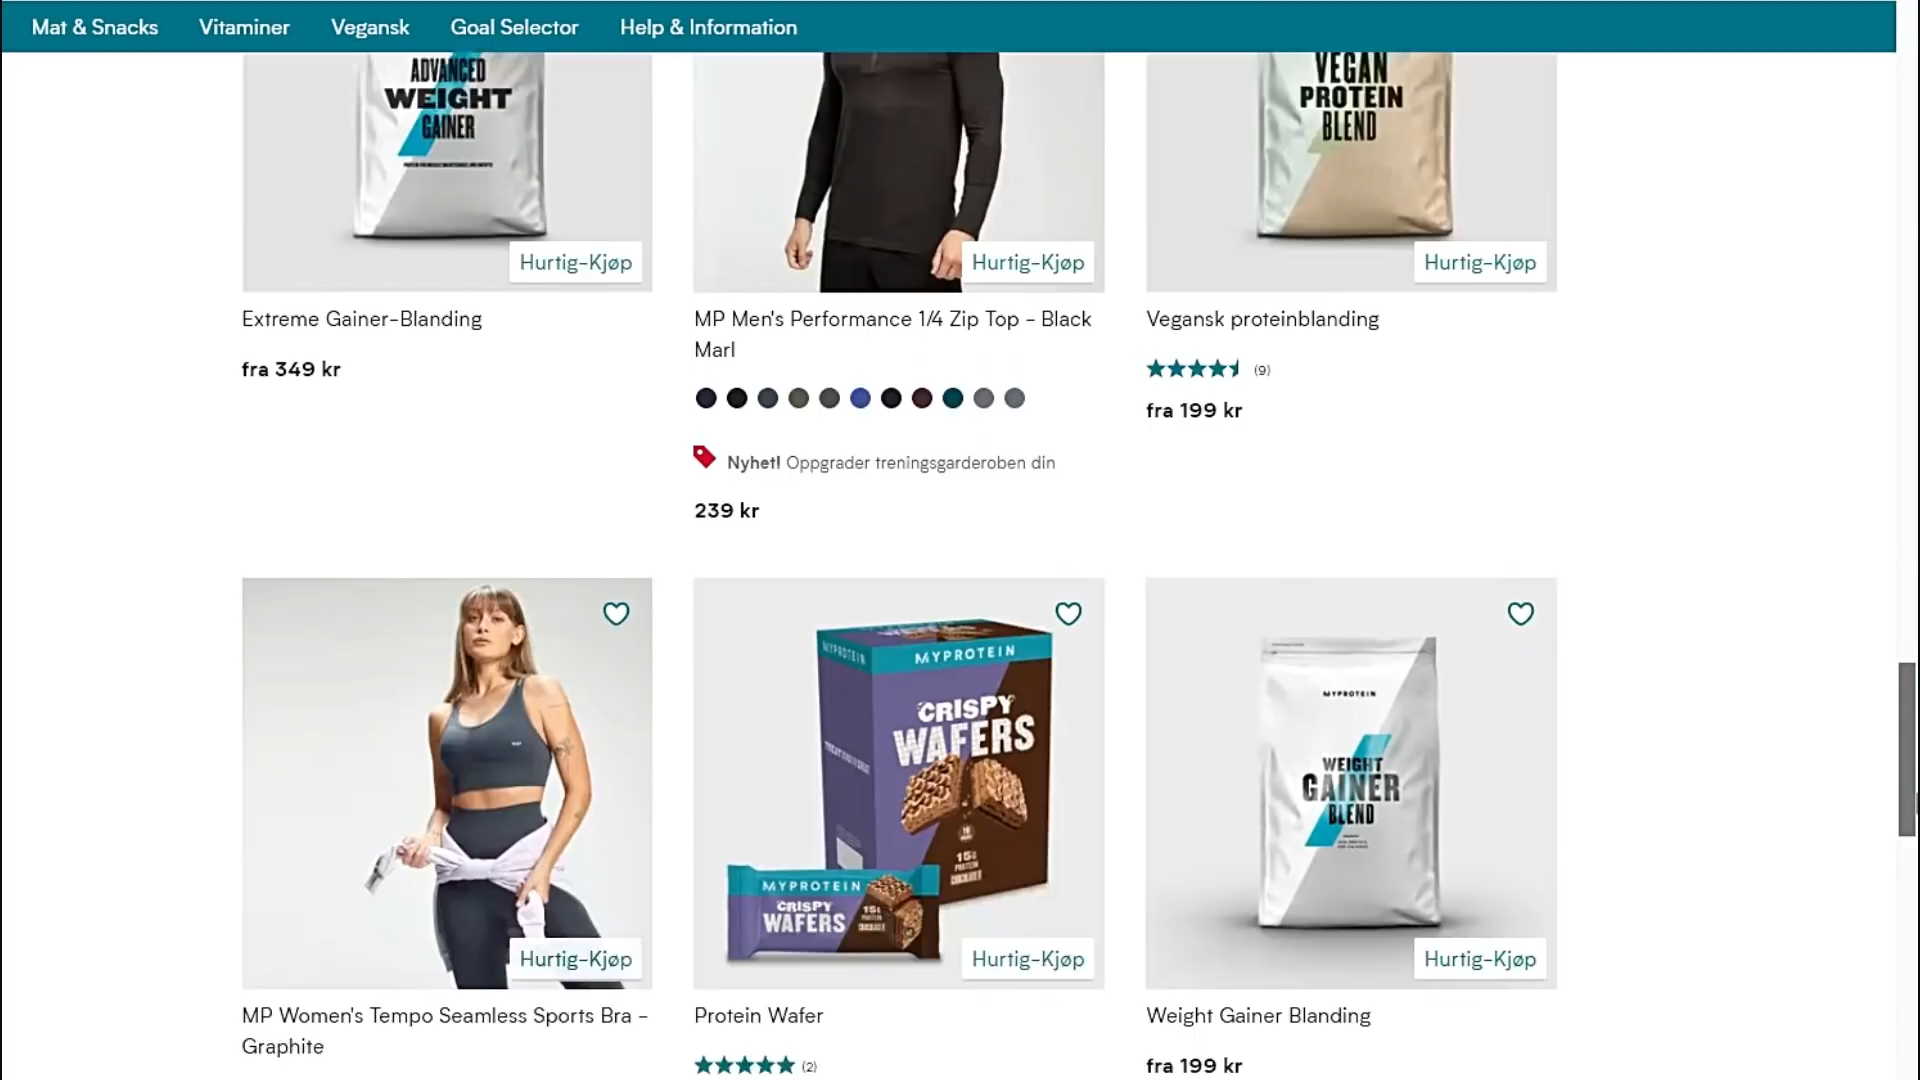 Mat & Snacks Vitaminer Vegansk Goal Selector Help & Information
ADVANCED
WEIGHT
GAINER
Hurtig-Kjøp
Extreme Gainer-Blanding
fra 349 kr
Hurtig-Kjøp
MP Men's Performance 1/4 Zip Top - Black
Marl
Nyhet! Oppgrader treningsgarderoben din
239 kr
VEGAN
PROTEIN
BLEND
Hurtig-Kjøp
Vegansk proteinblanding
(9)
fra 199 kr
Hurtig-Kjøp
MP Women's Tempo Seamless Sports Bra -
Graphite
MYPROTEIN
MYPROTEIN
CRISPY
WAFERS
15g
PROTEIN
MYPROTEIN
CRISPY
WAFERS
15g
Hurtig-Kjøp
Protein Wafer
(2)
MYPROTEIN
WEIGHT
GAINER
BLEND
Hurtig-Kjøp
Weight Gainer Blanding
fra 199 kr